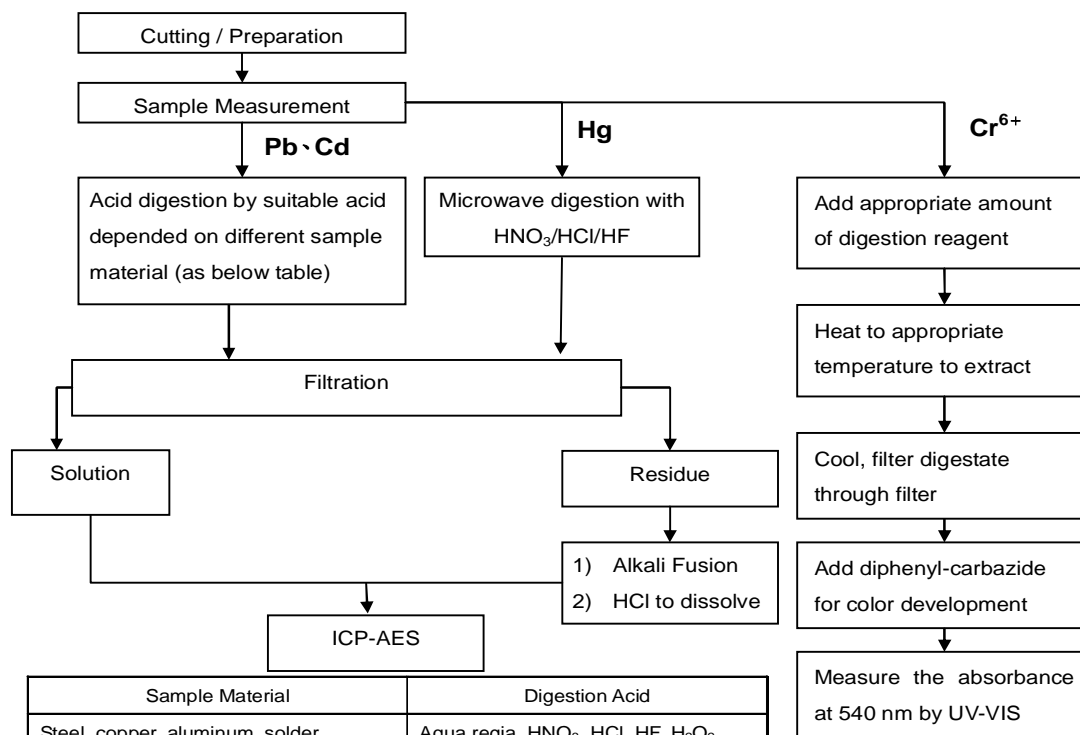 Cutting / Preparation
Sample Measurement
Pb、Cd
Hg
Cr⁶⁺
Acid digestion by suitable acid
depended on different sample
material (as below table)
Microwave digestion with
HNO₃/HCl/HF
Add appropriate amount
of digestion reagent
Heat to appropriate
temperature to extract
Filtration
Cool, filter digestate
through filter
Solution
Residue
1) Alkali Fusion
2) HCl to dissolve
Add diphenyl-carbazide
for color development
ICP-AES
Measure the absorbance
at 540 nm by UV-VIS
Sample Material
Digestion Acid
Steel, copper, aluminum, solder
Aqua regia, HNO₃, HCl, HF, H₂O₂